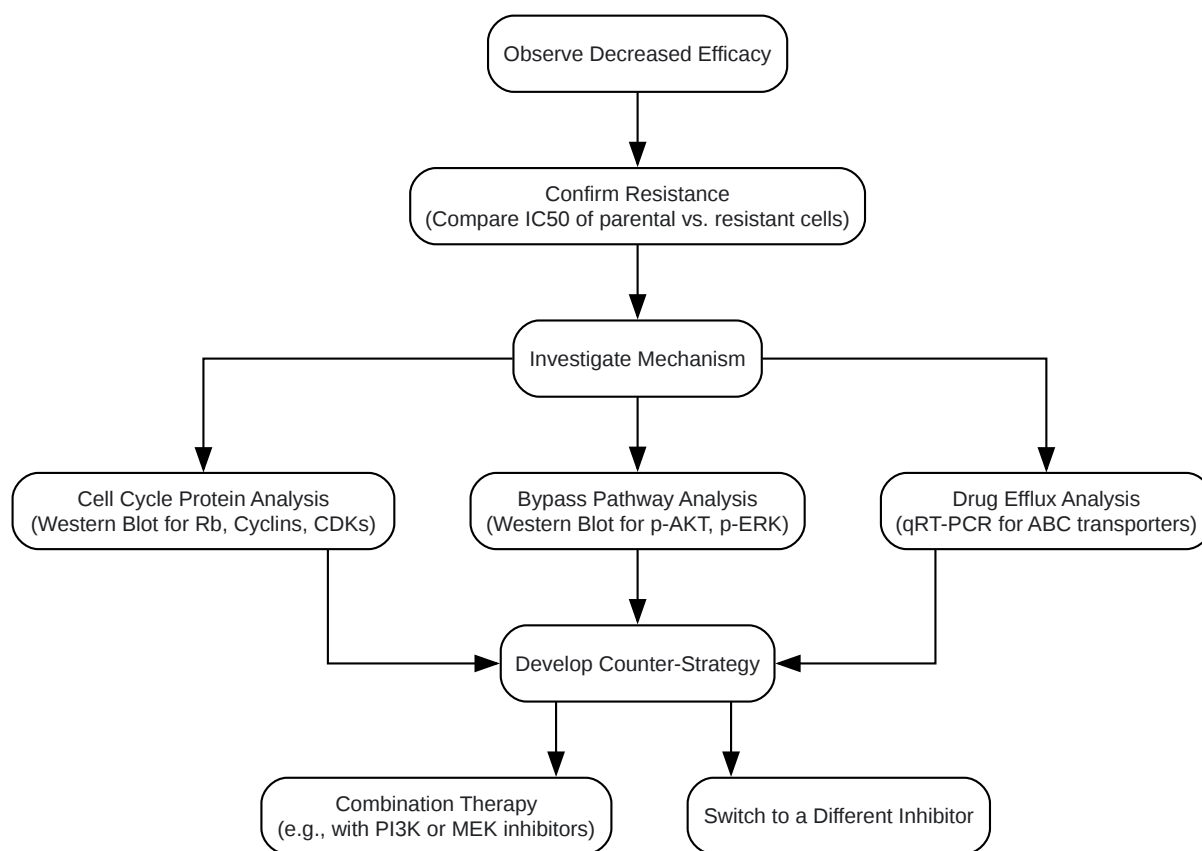 Observe Decreased Efficacy
Confirm Resistance
(Compare IC50 of parental vs. resistant cells)
Investigate Mechanism
Cell Cycle Protein Analysis
(Western Blot for Rb, Cyclins, CDKs)
Bypass Pathway Analysis
(Western Blot for p-AKT, p-ERK)
Drug Efflux Analysis
(qRT-PCR for ABC transporters)
Develop Counter-Strategy
Combination Therapy
(e.g., with PI3K or MEK inhibitors)
Switch to a Different Inhibitor